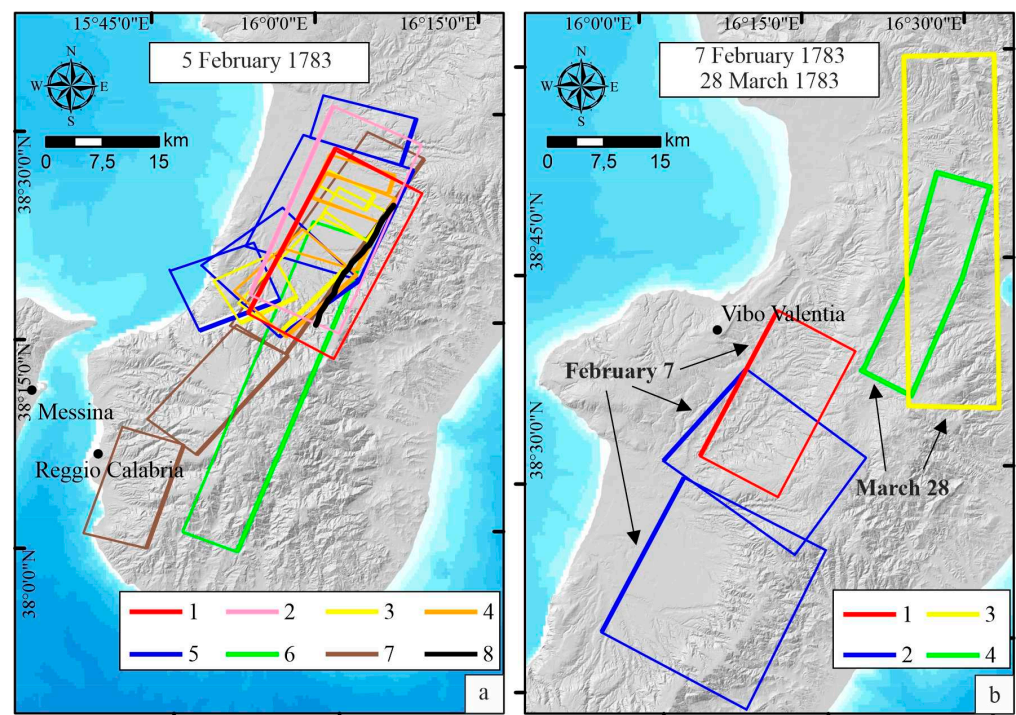 15°45'0"E
16°0'0"E
16°15'0"E
5 February 1783
N
W
E
S
km
0
7,5
15
38°30'0"N
38°15'0"N
38°0'0"N
Messina
Reggio Calabria
1
2
3
4
5
6
7
8
a
16°0'0"E
16°15'0"E
16°30'0"E
7 February 1783
28 March 1783
N
W
E
S
km
0
7,5
15
38°45'0"N
38°30'0"N
Vibo Valentia
February 7
March 28
1
3
2
4
b